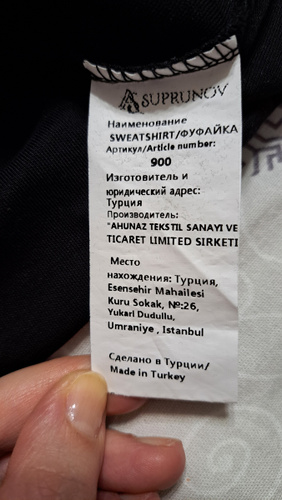 SUPRUNOV
Наименование
SWEATSHIRT/ФУФАЙКА
Артикул/Article number:
900
Изготовитель и
юридический адрес:
Турция
Производитель:
"AHUNAZ TEKSTIL SANAYI VE
TICARET LIMITED SIRKETI
Место
нахождения: Турция,
Esensehir Mahailesi
Kuru Sokak, №:26,
Yukari Dudullu,
Umraniye , Istanbul
Сделано в Турции/
Made in Turkey